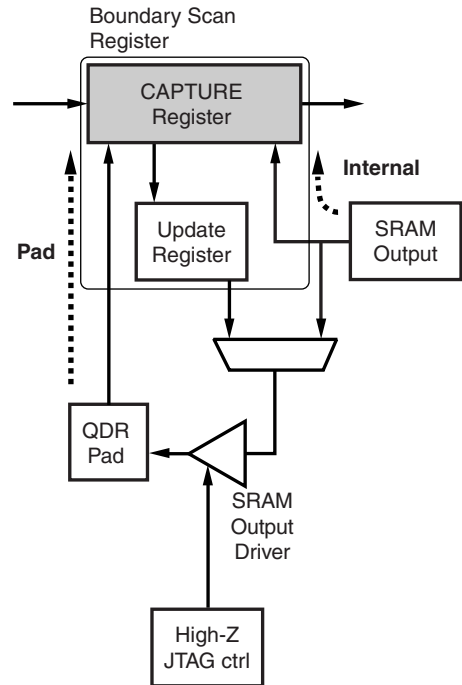 Boundary Scan
Register
CAPTURE
Register
Internal
Pad
Update
Register
SRAM
Output
QDR
Pad
SRAM
Output
Driver
High-Z
JTAG ctrl